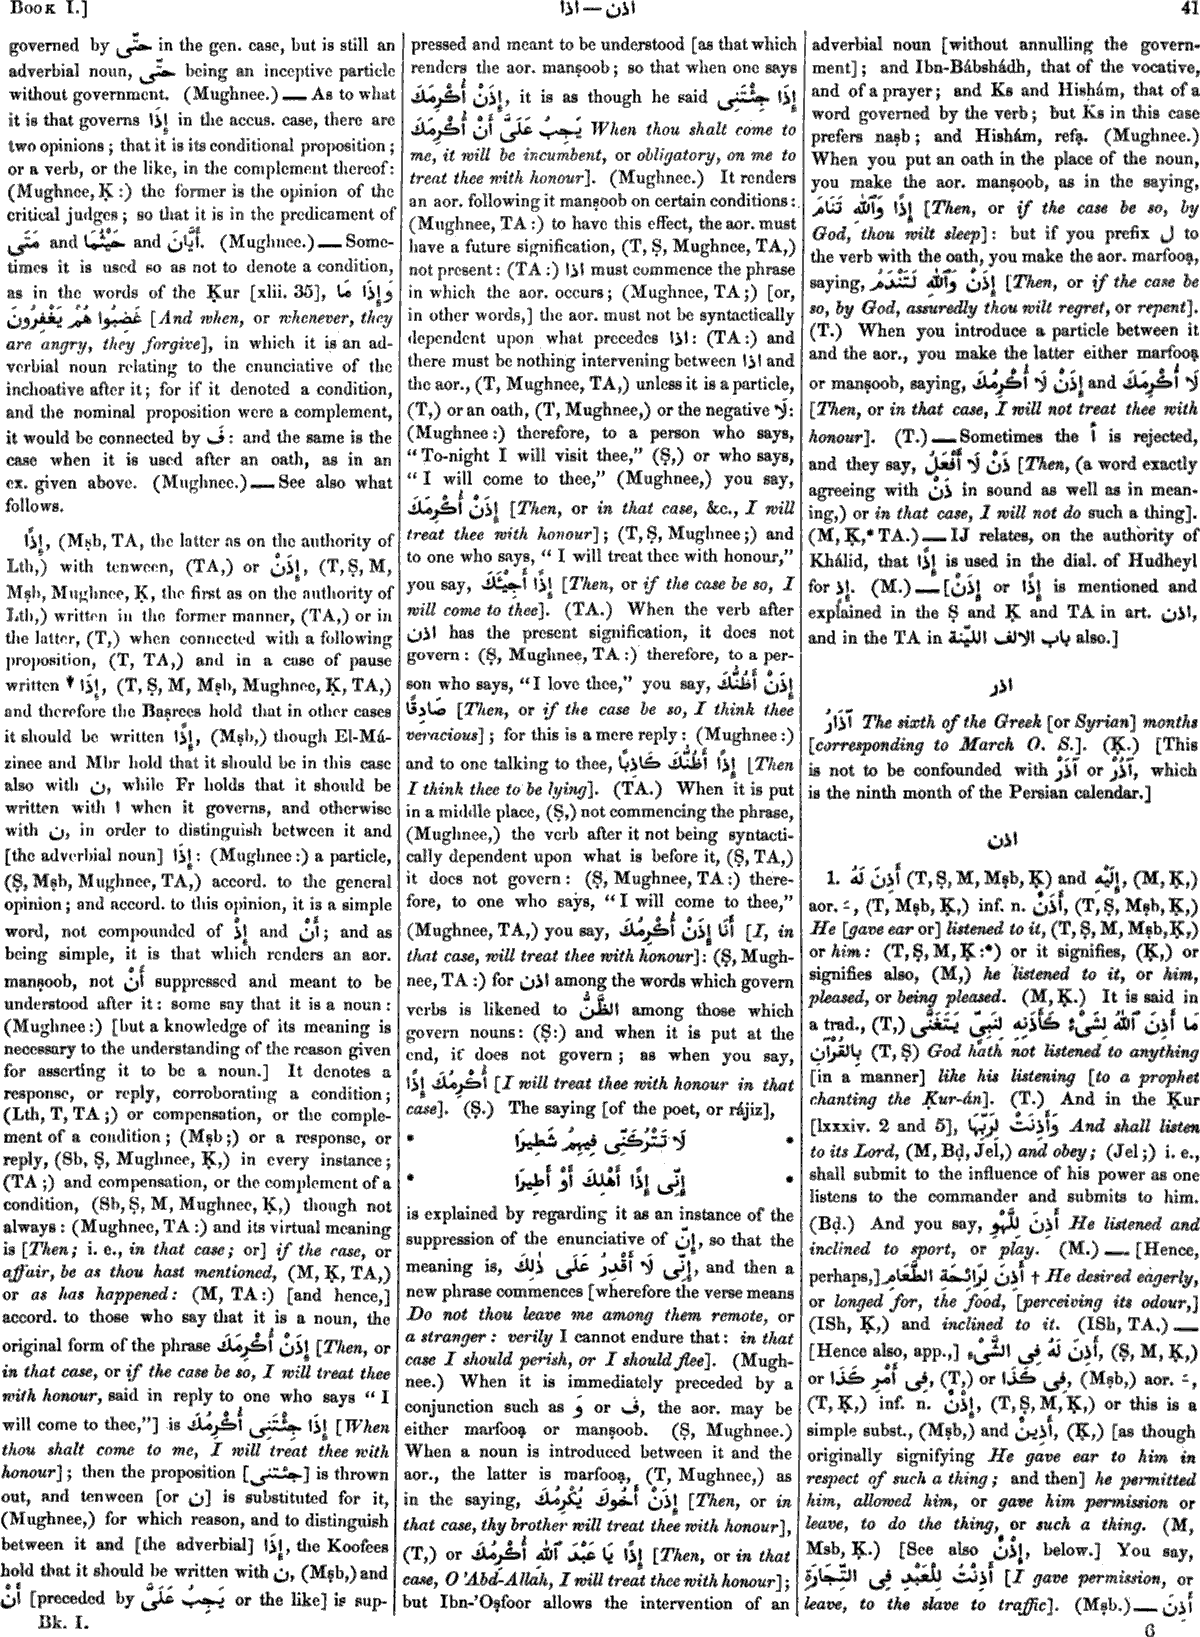 BOOK I.]
اذا — اذن
41
governed by حَتَّى in the gen. case, but is still an
adverbial noun, حَتَّى being an inceptive particle
without government. (Mughnee.) — As to what
it is that governs إِذَا in the accus. case, there are
two opinions; that it is its conditional proposition;
or a verb, or the like, in the complement thereof:
(Mughnee, Ḳ:) the former is the opinion of the
critical judges; so that it is in the predicament of
مَتَى and حَيْثُمَا and أَيَّانَ. (Mughnee.) — Some-
times it is used so as not to denote a condition,
as in the words of the Ḳur [xlii. 35], وَإِذَا مَا
غَضِبُوا هُمْ يَغْفِرُونَ [And when, or whenever, they
are angry, they forgive], in which it is an ad-
verbial noun relating to the enunciative of the
inchoative after it; for if it denoted a condition,
and the nominal proposition were a complement,
it would be connected by فَ: and the same is the
case when it is used after an oath, as in an
ex. given above. (Mughnee.) — See also what
follows.
إِذًا, (Mṣb, TA, the latter as on the authority of
Lth,) with tenween, (TA,) or إِذَنْ, (T, Ṣ, M,
Mṣb, Mughnee, Ḳ, the first as on the authority of
Lth,) written in the former manner, (TA,) or in
the latter, (T,) when connected with a following
proposition, (T, TA,) and in a case of pause
written ↓ إِذَا, (T, Ṣ, M, Mṣb, Mughnee, Ḳ, TA,)
and therefore the Baṣrees hold that in other cases
it should be written إِذًا, (Mṣb,) though El-Má-
zinee and Mbr hold that it should be in this case
also with ن, while Fr holds that it should be
written with ا when it governs, and otherwise
with ن, in order to distinguish between it and
[the adverbial noun] إِذَا: (Mughnee:) a particle,
(Ṣ, Mṣb, Mughnee, TA,) accord. to the general
opinion; and accord. to this opinion, it is a simple
word, not compounded of إِذْ and أَنْ; and as
being simple, it is that which renders an aor.
manṣoob, not أَنْ suppressed and meant to be
understood after it: some say that it is a noun:
(Mughnee:) [but a knowledge of its meaning is
necessary to the understanding of the reason given
for asserting it to be a noun.] It denotes a
response, or reply, corroborating a condition;
(Lth, T, TA;) or compensation, or the comple-
ment of a condition; (Mṣb;) or a response, or
reply, (Sb, Ṣ, Mughnee, Ḳ,) in every instance;
(TA;) and compensation, or the complement of a
condition, (Sb, Ṣ, M, Mughnee, Ḳ,) though not
always: (Mughnee, TA:) and its virtual meaning
is [Then; i. e., in that case; or] if the case, or
affair, be as thou hast mentioned, (M, Ḳ, TA,)
or as has happened: (M, TA:) [and hence,]
accord. to those who say that it is a noun, the
original form of the phrase إِذَنْ أُكْرِمَكَ [Then, or
in that case, or if the case be so, I will treat thee
with honour, said in reply to one who says “I
will come to thee,”] is إِذَا جِئْتَنِى أُكْرِمُكَ [When
thou shalt come to me, I will treat thee with
honour]; then the proposition [جئتنى] is thrown
out, and tenween [or ن] is substituted for it,
(Mughnee,) for which reason, and to distinguish
between it and [the adverbial] إِذَا, the Koofees
hold that it should be written with ن, (Mṣb,) and
أَنْ [preceded by يَجِبُ عَلَىَّ or the like] is sup-
Bk. I.
pressed and meant to be understood [as that which
renders the aor. manṣoob; so that when one says
إِذَنْ أُكْرِمَكَ, it is as though he said إِذَا جِئْتَنِى
يَجِبُ عَلَىَّ أَنْ أُكْرِمَكَ When thou shalt come to
me, it will be incumbent, or obligatory, on me to
treat thee with honour]. (Mughnee.) It renders
an aor. following it manṣoob on certain conditions:
(Mughnee, TA:) to have this effect, the aor. must
have a future signification, (T, Ṣ, Mughnee, TA,)
not present: (TA:) اذا must commence the phrase
in which the aor. occurs; (Mughnee, TA;) [or,
in other words,] the aor. must not be syntactically
dependent upon what precedes اذا: (TA:) and
there must be nothing intervening between اذا and
the aor., (T, Mughnee, TA,) unless it is a particle,
(T,) or an oath, (T, Mughnee,) or the negative لَا:
(Mughnee:) therefore, to a person who says,
“To-night I will visit thee,” (Ṣ,) or who says,
“I will come to thee,” (Mughnee,) you say,
إِذَنْ أُكْرِمَكَ [Then, or in that case, &c., I will
treat thee with honour]; (T, Ṣ, Mughnee;) and
to one who says, “I will treat thee with honour,”
you say, إِذًا أَجِيْئَكَ [Then, or if the case be so, I
will come to thee]. (TA.) When the verb after
اذن has the present signification, it does not
govern: (Ṣ, Mughnee, TA:) therefore, to a per-
son who says, “I love thee,” you say, إِذَنْ أَظُنُّكَ
صَادِقًا [Then, or if the case be so, I think thee
veracious]; for this is a mere reply: (Mughnee:)
and to one talking to thee, إِذًا أَظُنُّكَ كَاذِبًا [Then
I think thee to be lying]. (TA.) When it is put
in a middle place, (Ṣ,) not commencing the phrase,
(Mughnee,) the verb after it not being syntacti-
cally dependent upon what is before it, (Ṣ, TA,)
it does not govern: (Ṣ, Mughnee, TA:) there-
fore, to one who says, “I will come to thee,”
(Mughnee, TA,) you say, أَنَا إِذَنْ أُكْرِمُكَ [I, in
that case, will treat thee with honour]: (Ṣ, Mugh-
nee, TA:) for اذن among the words which govern
verbs is likened to الظَّنُّ among those which
govern nouns: (Ṣ:) and when it is put at the
end, it does not govern; as when you say,
أُكْرِمُكَ إِذًا [I will treat thee with honour in that
case]. (Ṣ.) The saying [of the poet, or rájiz],
* لَا تَتْرُكَنِّى فِيهِمُ شَطِيرَا *
* إِنِّى إِذًا أَهْلِكَ أَوْ أَطِيرَا *
is explained by regarding it as an instance of the
suppression of the enunciative of إِنَّ, so that the
meaning is, إِنِّى لَا أَقْدِرُ عَلَى ذٰلِكَ, and then a
new phrase commences [wherefore the verse means
Do not thou leave me among them remote, or
a stranger: verily I cannot endure that: in that
case I should perish, or I should flee]. (Mugh-
nee.) When it is immediately preceded by a
conjunction such as وَ or ف, the aor. may be
either marfooạ or manṣoob. (Ṣ, Mughnee.)
When a noun is introduced between it and the
aor., the latter is marfooạ, (T, Mughnee,) as
in the saying, إِذَنْ أَخُوكَ يُكْرِمُكَ [Then, or in
that case, thy brother will treat thee with honour],
(T,) or إِذًا يَا عَبْدَ ٱللّٰهِ أُكْرِمُكَ [Then, or in that
case, O ’Abd-Allah, I will treat thee with honour];
but Ibn-’Oṣfoor allows the intervention of an
adverbial noun [without annulling the govern-
ment]; and Ibn-Bábshádh, that of the vocative,
and of a prayer; and Ks and Hishám, that of a
word governed by the verb; but Ks in this case
prefers naṣb; and Hishám, refạ. (Mughnee.)
When you put an oath in the place of the noun,
you make the aor. manṣoob, as in the saying,
إِذًا وَٱللّٰهِ تَنَامَ [Then, or if the case be so, by
God, thou wilt sleep]: but if you prefix ل to
the verb with the oath, you make the aor. marfooạ,
saying, إِذَنْ وَٱللّٰهِ لَتَنْدَمُ [Then, or if the case be
so, by God, assuredly thou wilt regret, or repent].
(T.) When you introduce a particle between it
and the aor., you make the latter either marfooạ
or manṣoob, saying, إِذَنْ لَا أُكْرِمُكَ and لَا أُكْرِمَكَ
[Then, or in that case, I will not treat thee with
honour]. (T.) — Sometimes the أ is rejected,
and they say, ذَنْ لَا أَفْعَلُ [Then, (a word exactly
agreeing with ذَنْ in sound as well as in mean-
ing,) or in that case, I will not do such a thing].
(M, Ḳ,* TA.) — IJ relates, on the authority of
Khálid, that إِذًا is used in the dial. of Hudheyl
for إِذْ. (M.) — [إِذَنْ or إِذًا is mentioned and
explained in the Ṣ and Ḳ and TA in art. اذن,
and in the TA in باب الالف الليّنة also.]
اذر
آذَارُ The sixth of the Greek [or Syrian] months
[corresponding to March O. S.]. (Ḳ.) [This
is not to be confounded with آذَرْ or آذُرْ, which
is the ninth month of the Persian calendar.]
اذن
1. أَذِنَ لَهُ (T, Ṣ, M, Mṣb, Ḳ) and إِلَيْهِ, (M, Ḳ,)
aor. ـَ, (T, Mṣb, Ḳ,) inf. n. أَذَنٌ, (T, Ṣ, Mṣb, Ḳ,)
He [gave ear or] listened to it, (T, Ṣ, M, Mṣb, Ḳ,)
or him: (T, Ṣ, M, Ḳ:*) or it signifies, (Ḳ,) or
signifies also, (M,) he listened to it, or him,
pleased, or being pleased. (M, Ḳ.) It is said in
a trad., (T,) مَا أَذِنَ ٱللّٰهُ لِشَىْءٍ كَأَذَنِهِ لِنَبِىٍّ يَتَغَنَّى
بِالقُرْآنِ (T, Ṣ) God hath not listened to anything
[in a manner] like his listening [to a prophet
chanting the Ḳur-án]. (T.) And in the Ḳur
[lxxxiv. 2 and 5], وَأَذِنَتْ لِرَبِّهَا And shall listen
to its Lord, (M, Bḍ, Jel,) and obey; (Jel;) i. e.,
shall submit to the influence of his power as one
listens to the commander and submits to him.
(Bḍ.) And you say, أَذِنَ لِلَّهْوِ He listened and
inclined to sport, or play. (M.) — [Hence,
perhaps,] أَذِنَ لِرَائِحَةِ الطَّعَامِ † He desired eagerly,
or longed for, the food, [perceiving its odour,]
(ISh, Ḳ,) and inclined to it. (ISh, TA.) —
[Hence also, app.,] أَذِنَ لَهُ فِى الشَّىْءِ, (Ṣ, M, Ḳ,)
or فِى أَمْرِ كَذَا, (T,) or فِى كَذَا, (Mṣb,) aor. ـَ,
(T, Ḳ,) inf. n. إِذْنٌ, (T, Ṣ, M, Ḳ,) or this is a
simple subst., (Mṣb,) and أَذِينٌ, (Ḳ,) [as though
originally signifying He gave ear to him in
respect of such a thing; and then] he permitted
him, allowed him, or gave him permission or
leave, to do the thing, or such a thing. (M,
Mṣb, Ḳ.) [See also إِذْنٌ, below.] You say,
أَذِنْتُ لِلْعَبْدِ فِى التِّجَارَةِ [I gave permission, or
leave, to the slave to traffic]. (Mṣb.) — أَذِنَ
6